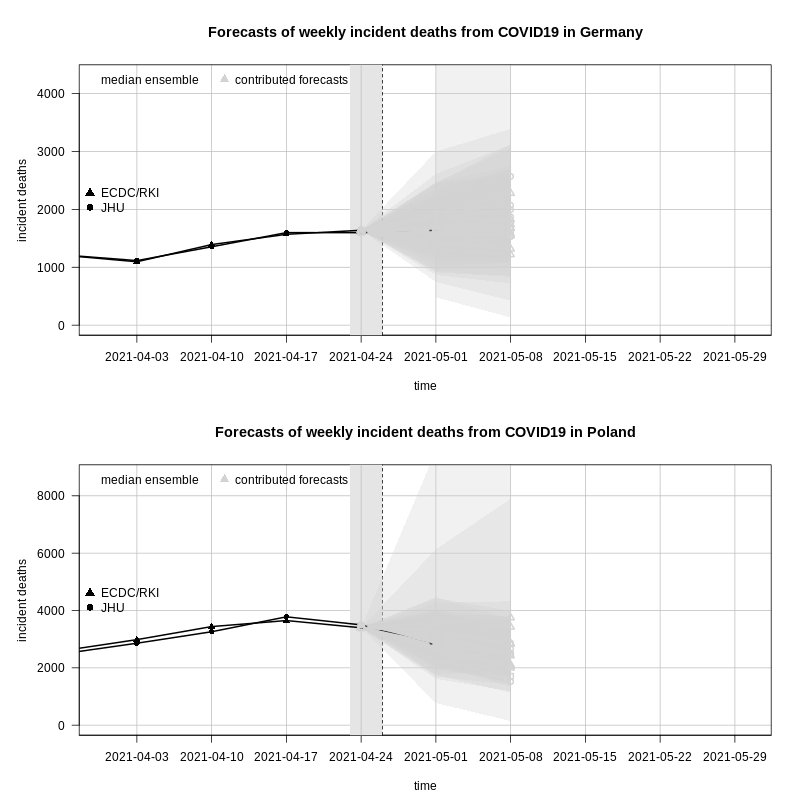 Forecasts of weekly incident deaths from COVID19 in Germany
median ensemble contributed forecasts
4000
3000
ECDC/RKI
2000
JHU
1000
0
incident deaths
2021-04-03 2021-04-10 2021-04-17 2021-04-24 2021-05-01 2021-05-08 2021-05-15 2021-05-22 2021-05-29
time
Forecasts of weekly incident deaths from COVID19 in Poland
median ensemble contributed forecasts
8000
6000
ECDC/RKI
4000
JHU
2000
0
incident deaths
2021-04-03 2021-04-10 2021-04-17 2021-04-24 2021-05-01 2021-05-08 2021-05-15 2021-05-22 2021-05-29
time